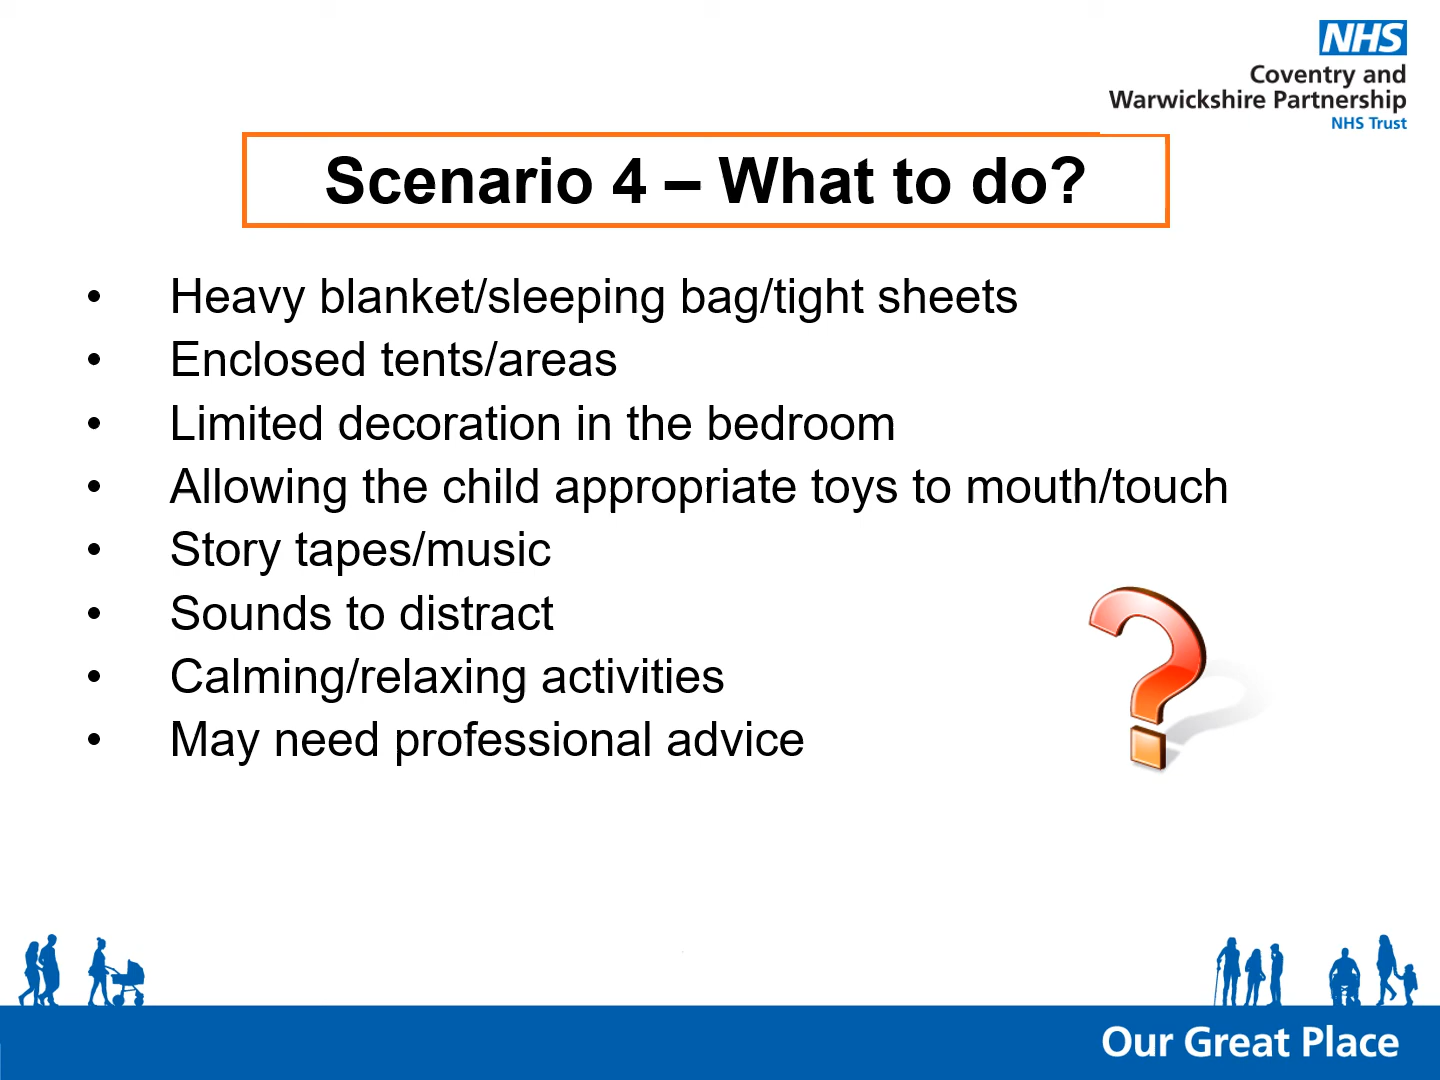 NHS
Coventry and
Warwickshire Partnership
NHS Trust
Scenario 4 – What to do?
• Heavy blanket/sleeping bag/tight sheets
• Enclosed tents/areas
• Limited decoration in the bedroom
• Allowing the child appropriate toys to mouth/touch
• Story tapes/music
• Sounds to distract
• Calming/relaxing activities
• May need professional advice
Our Great Place